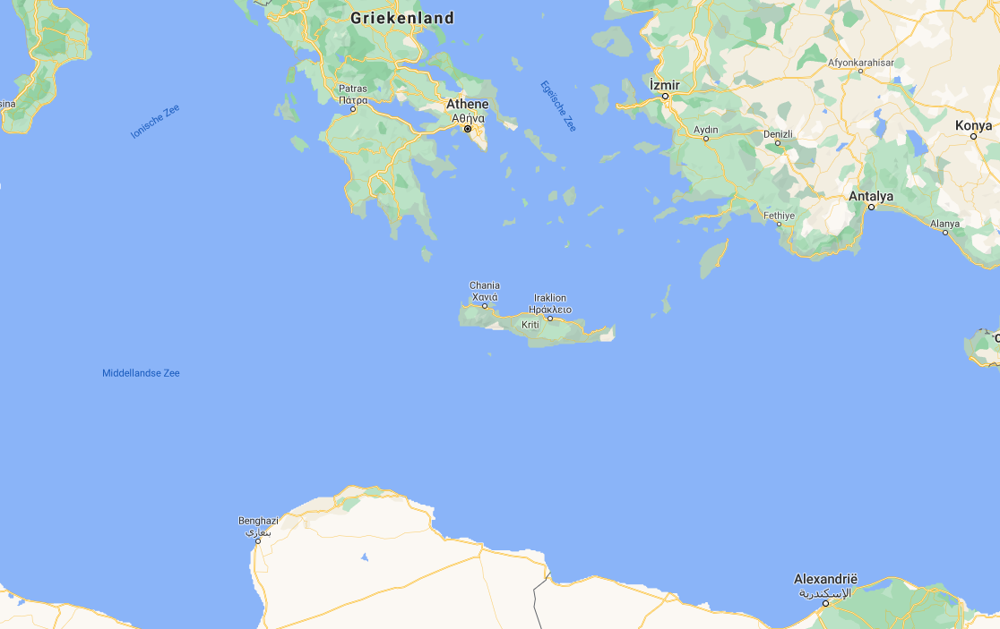 Griekenland
Afyonkarahisar
İzmir
Patras
Πάτρα
Egeïsche Zee
sina
Athene
Αθήνα
Ionische Zee
Konya
Aydın
Denizli
Antalya
Fethiye
Alanya
Chania
Χανιά
Iraklion
Ηράκλειο
Kriti
Middellandse Zee
Benghazi
بنغازي
Alexandrië
الإسكندرية